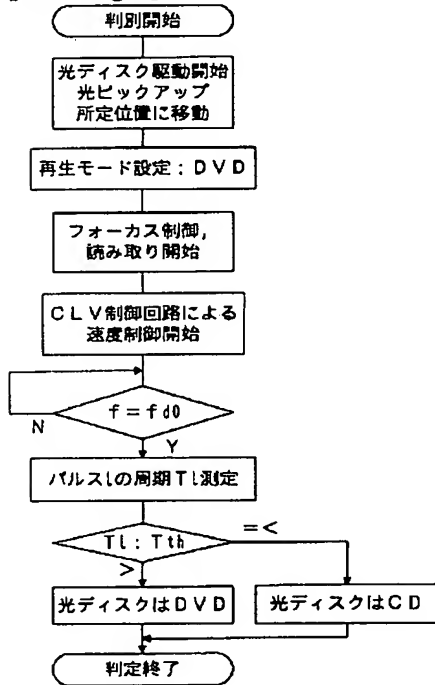 判別開始
光ディスク駆動開始
光ピックアップ
所定位置に移動
再生モード設定：ＤＶＤ
フォーカス制御,
読み取り開始
ＣＬＶ制御回路による
速度制御開始
f = f d0
N
Y
パルスlの周期Tl測定
Tl : Tth
=<
>
光ディスクはＤＶＤ
光ディスクはＣＤ
判定終了